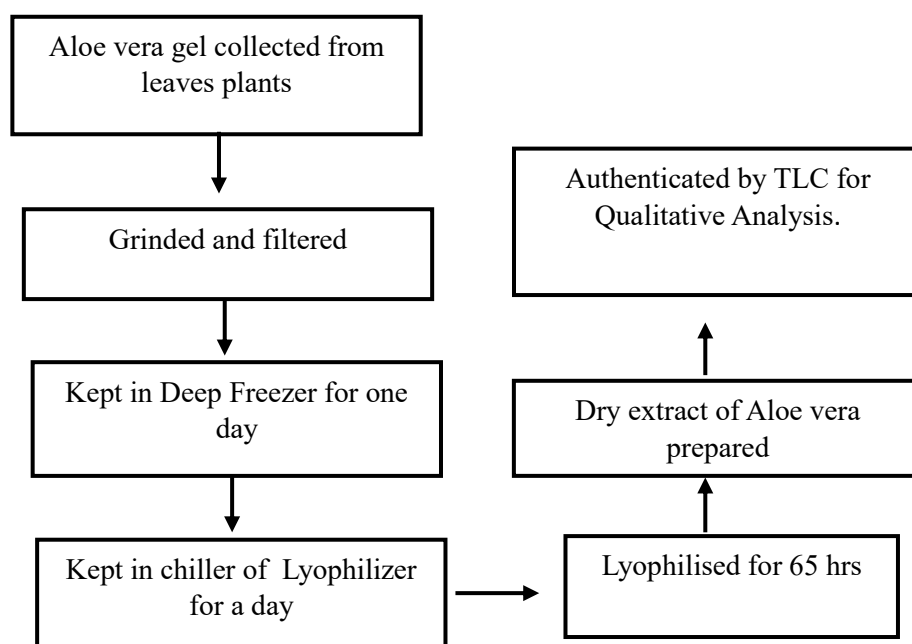 Aloe vera gel collected from
leaves plants
Grinded and filtered
Kept in Deep Freezer for one
day
Kept in chiller of Lyophilizer
for a day
Lyophilised for 65 hrs
Dry extract of Aloe vera
prepared
Authenticated by TLC for
Qualitative Analysis.